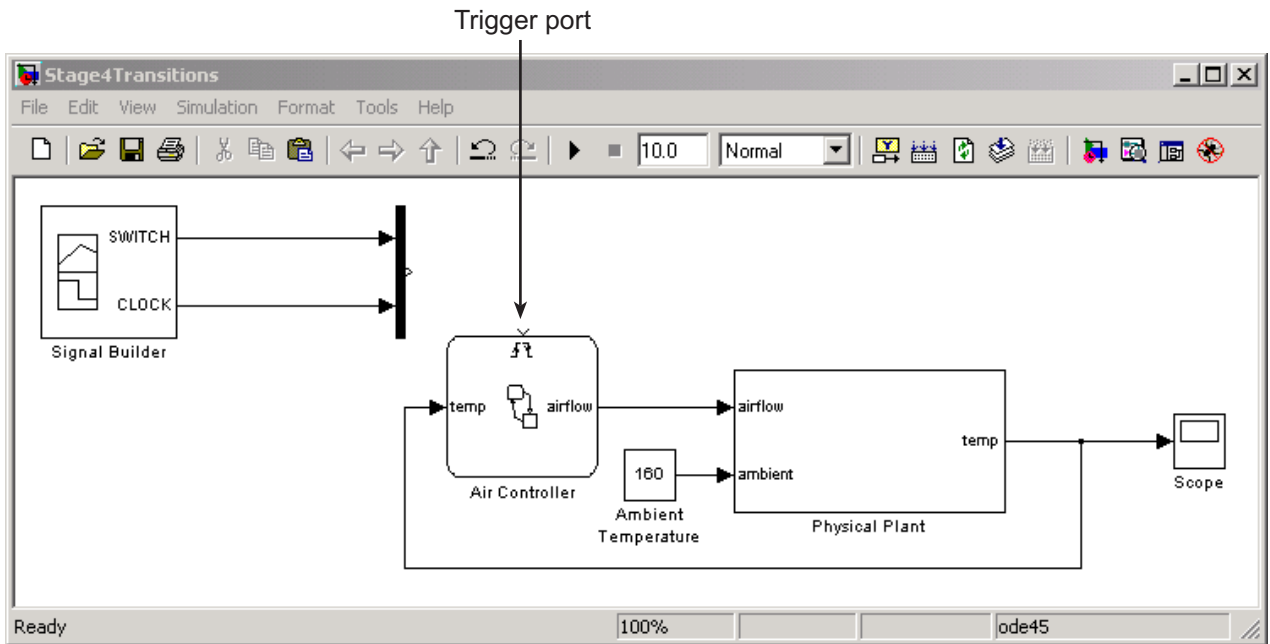 Trigger port
Stage4Transitions
File Edit View Simulation Format Tools Help
10.0 Normal
SWITCH
CLOCK
Signal Builder
temp airflow
Air Controller
160
Ambient
Temperature
airflow
ambient
temp
Physical Plant
Scope
Ready 100% ode45